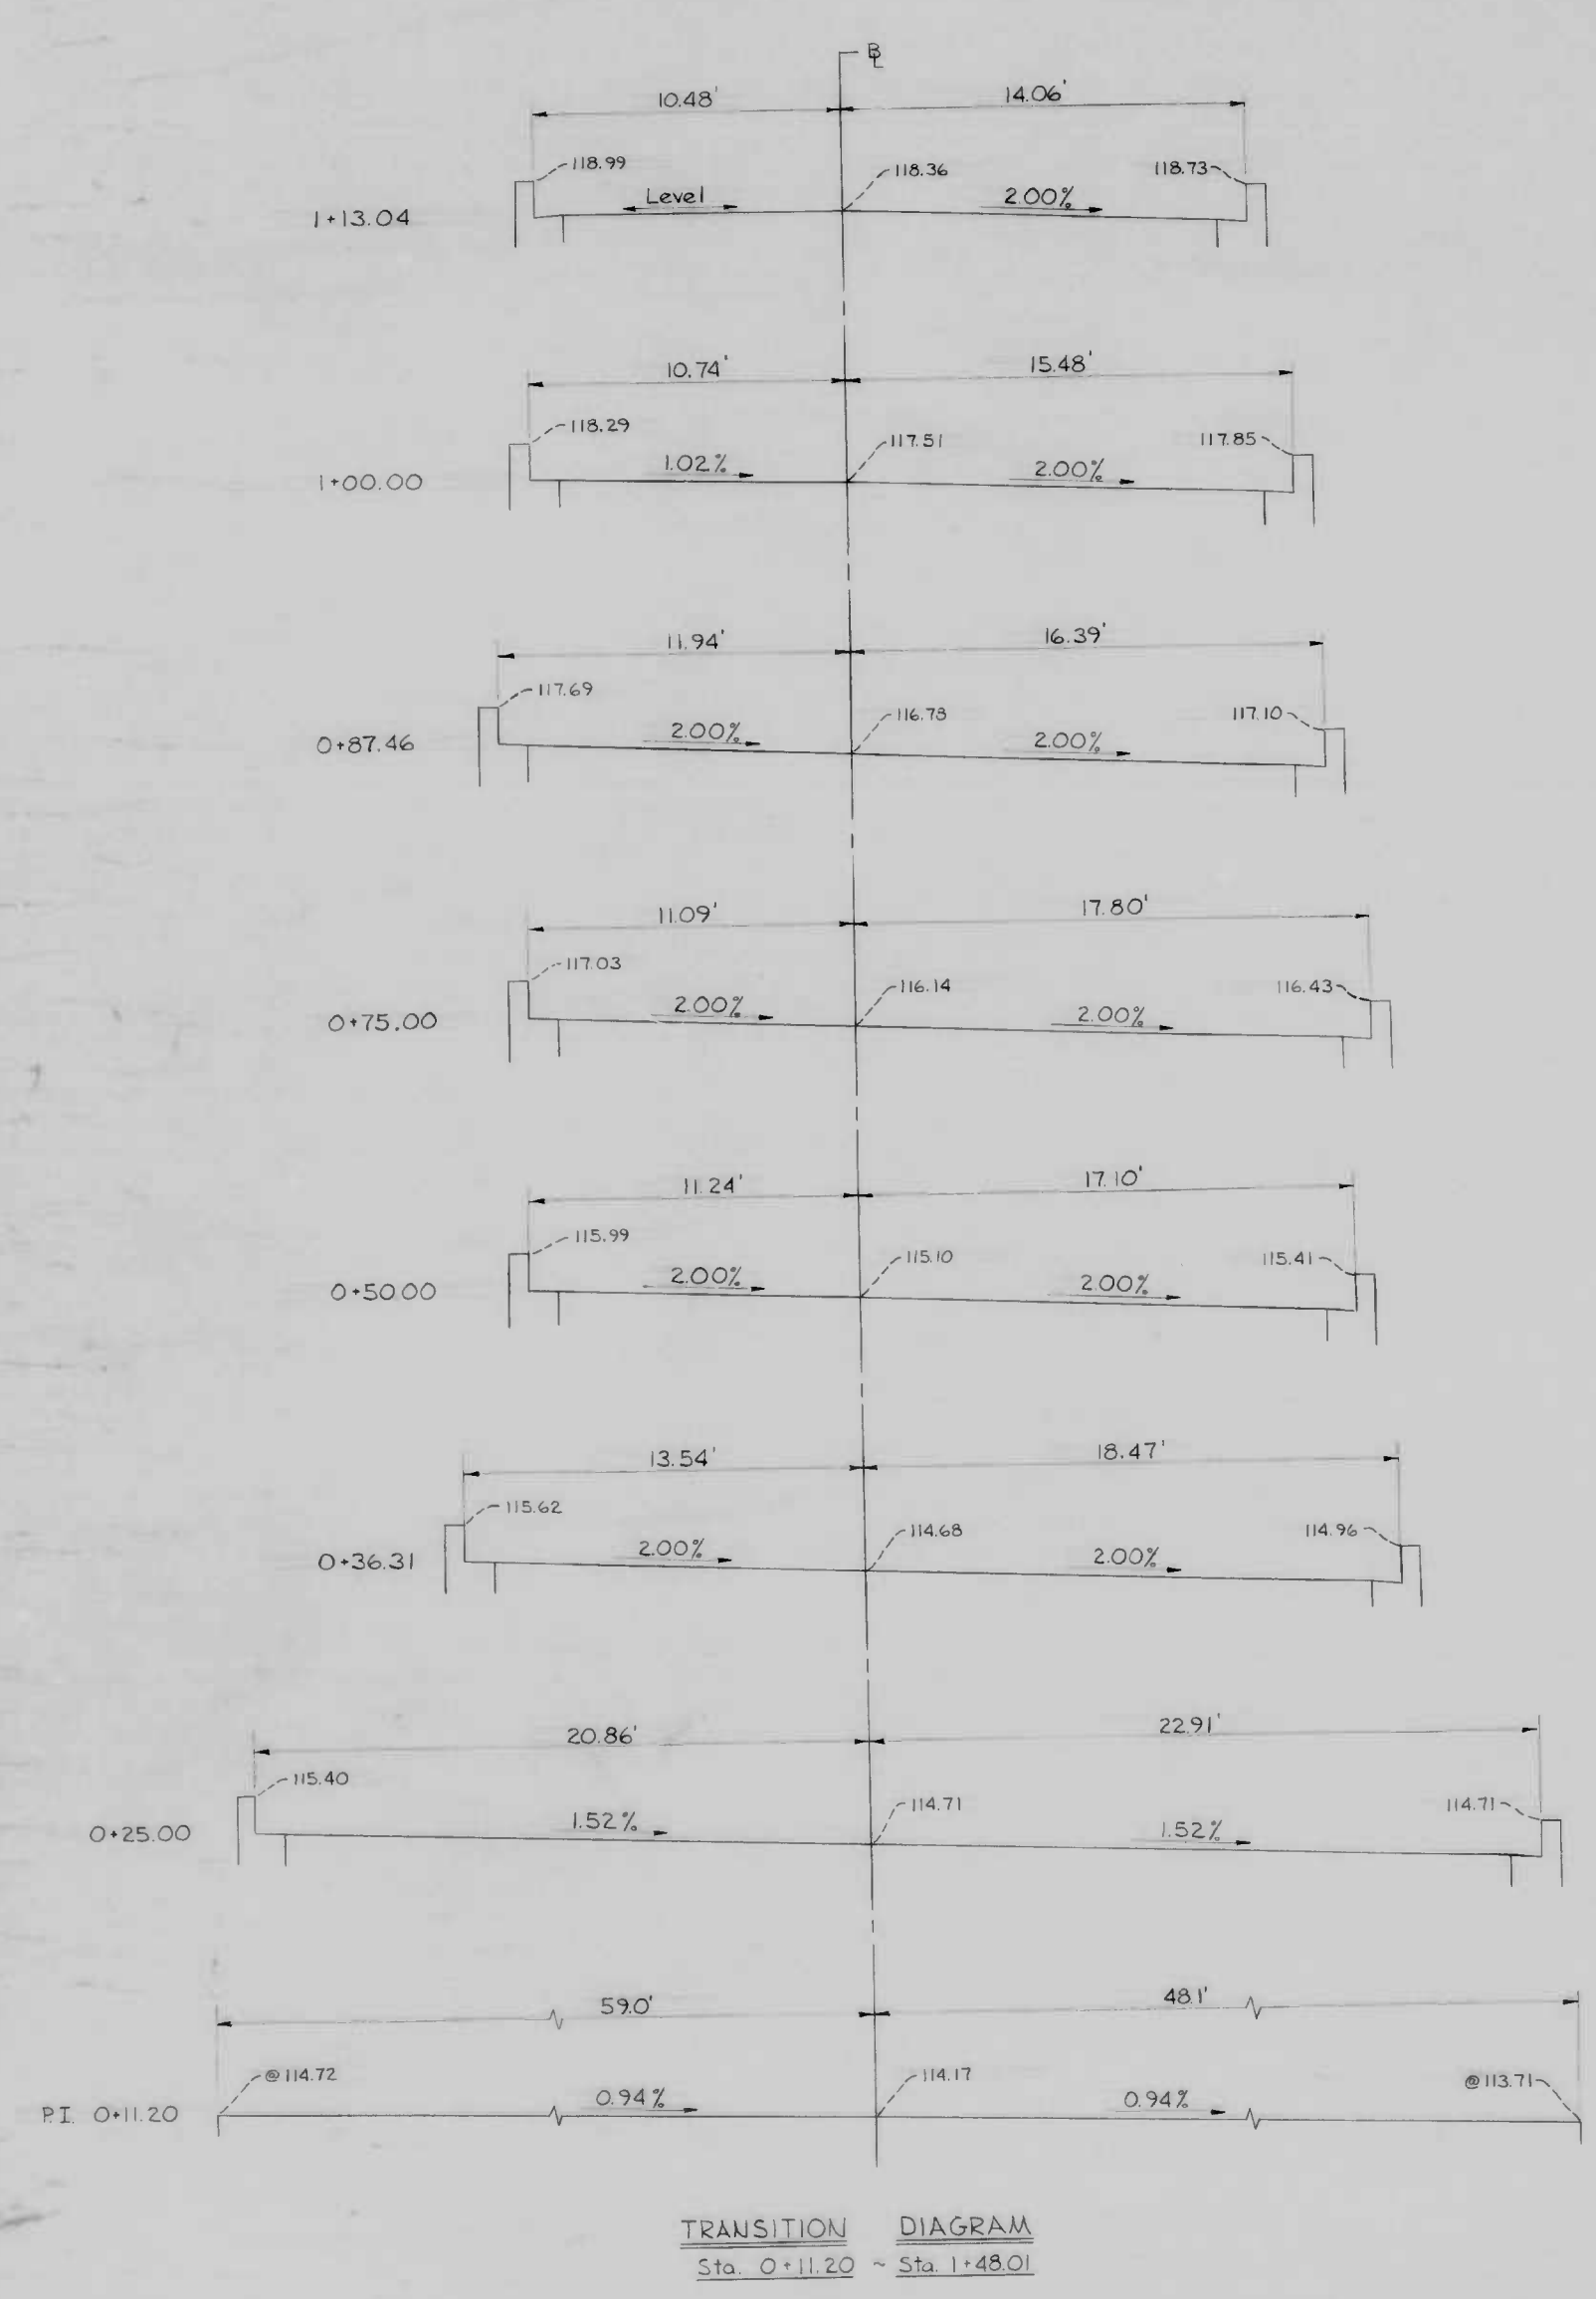 ℄
10.48' 14.06'
118.99 118.36 118.73
1+13.04 Level 2.00%
10.74' 15.48'
118.29 117.51 117.85
1+00.00 1.02% 2.00%
11.94' 16.39'
117.69 116.78 117.10
0+87.46 2.00% 2.00%
11.09' 17.80'
117.03 116.14 116.43
0+75.00 2.00% 2.00%
11.24' 17.10'
115.99 115.10 115.41
0+50.00 2.00% 2.00%
13.54' 18.47'
115.62 114.68 114.96
0+36.31 2.00% 2.00%
20.86' 22.91'
115.40 114.71 114.71
0+25.00 1.52% 1.52%
59.0' 48.1'
@114.72 114.17 @113.71
P.I. 0+11.20 0.94% 0.94%
TRANSITION DIAGRAM
Sta. 0+11.20 ~ Sta. 1+48.01